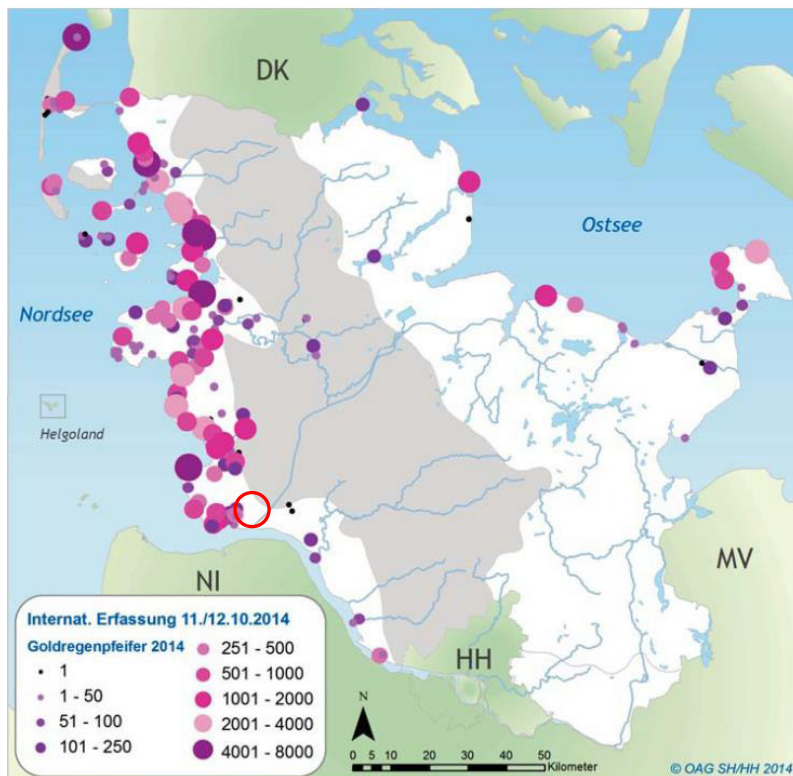 DK
Ostsee
Nordsee
Helgoland
MV
NI
HH
Internat. Erfassung 11./12.10.2014
Goldregenpfeifer 2014
1
1 - 50
51 - 100
101 - 250
251 - 500
501 - 1000
1001 - 2000
2001 - 4000
4001 - 8000
N
0 5 10 20 30 40 50
Kilometer
© OAG SH/HH 2014